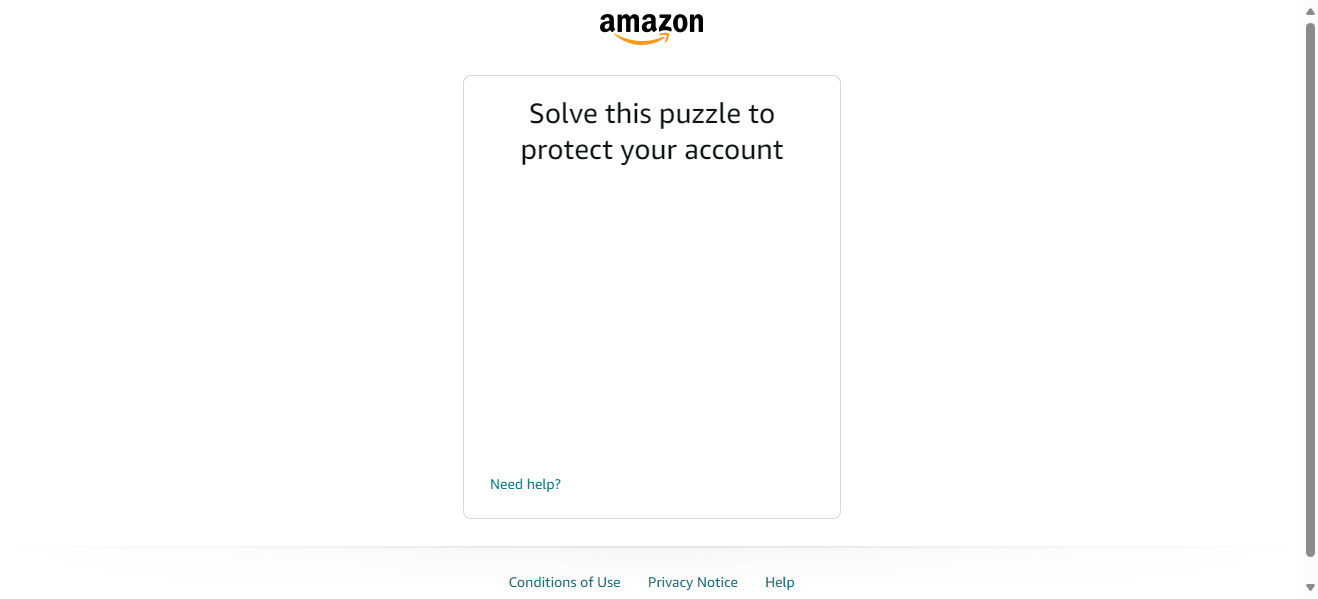 amazon
Solve this puzzle to
protect your account
Need help?
Conditions of Use Privacy Notice Help